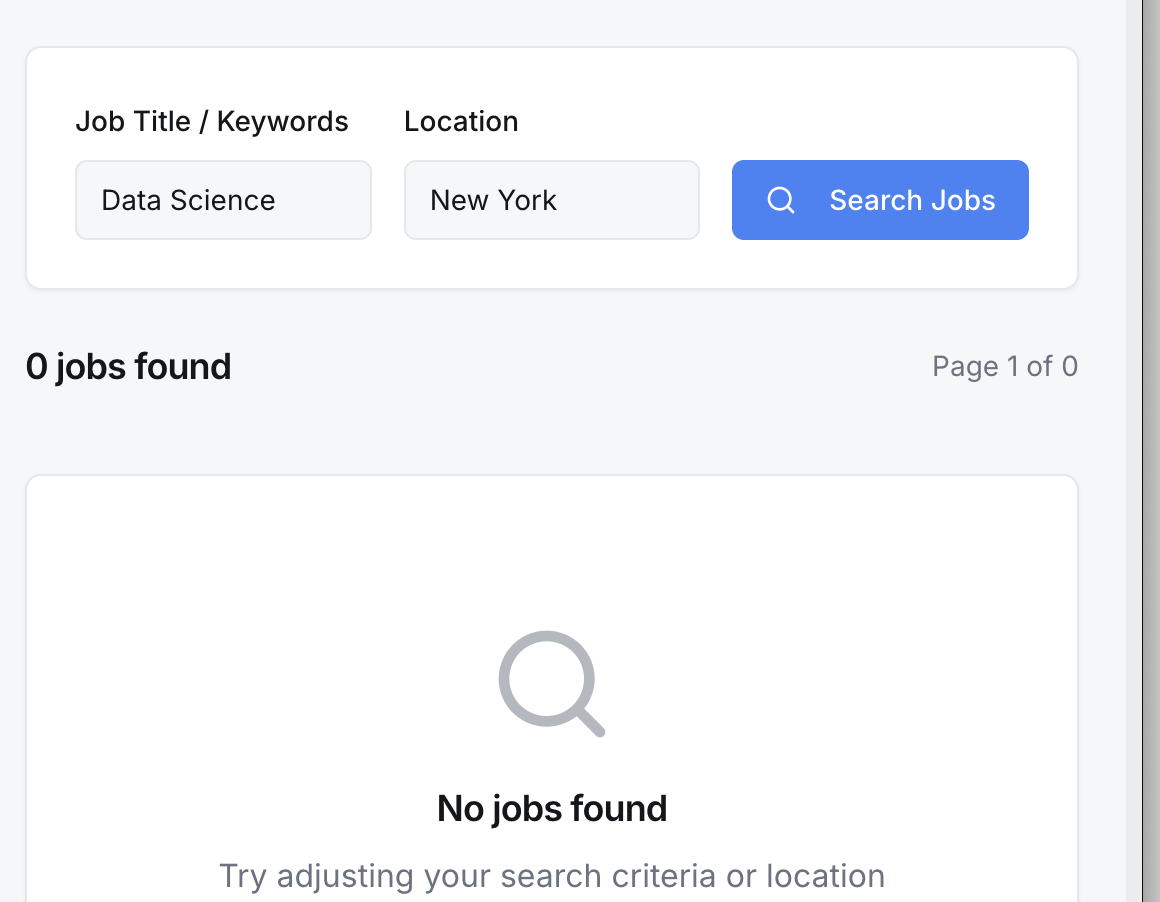 Job Title / Keywords
Location
Data Science
New York
Search Jobs
0 jobs found
Page 1 of 0
No jobs found
Try adjusting your search criteria or location